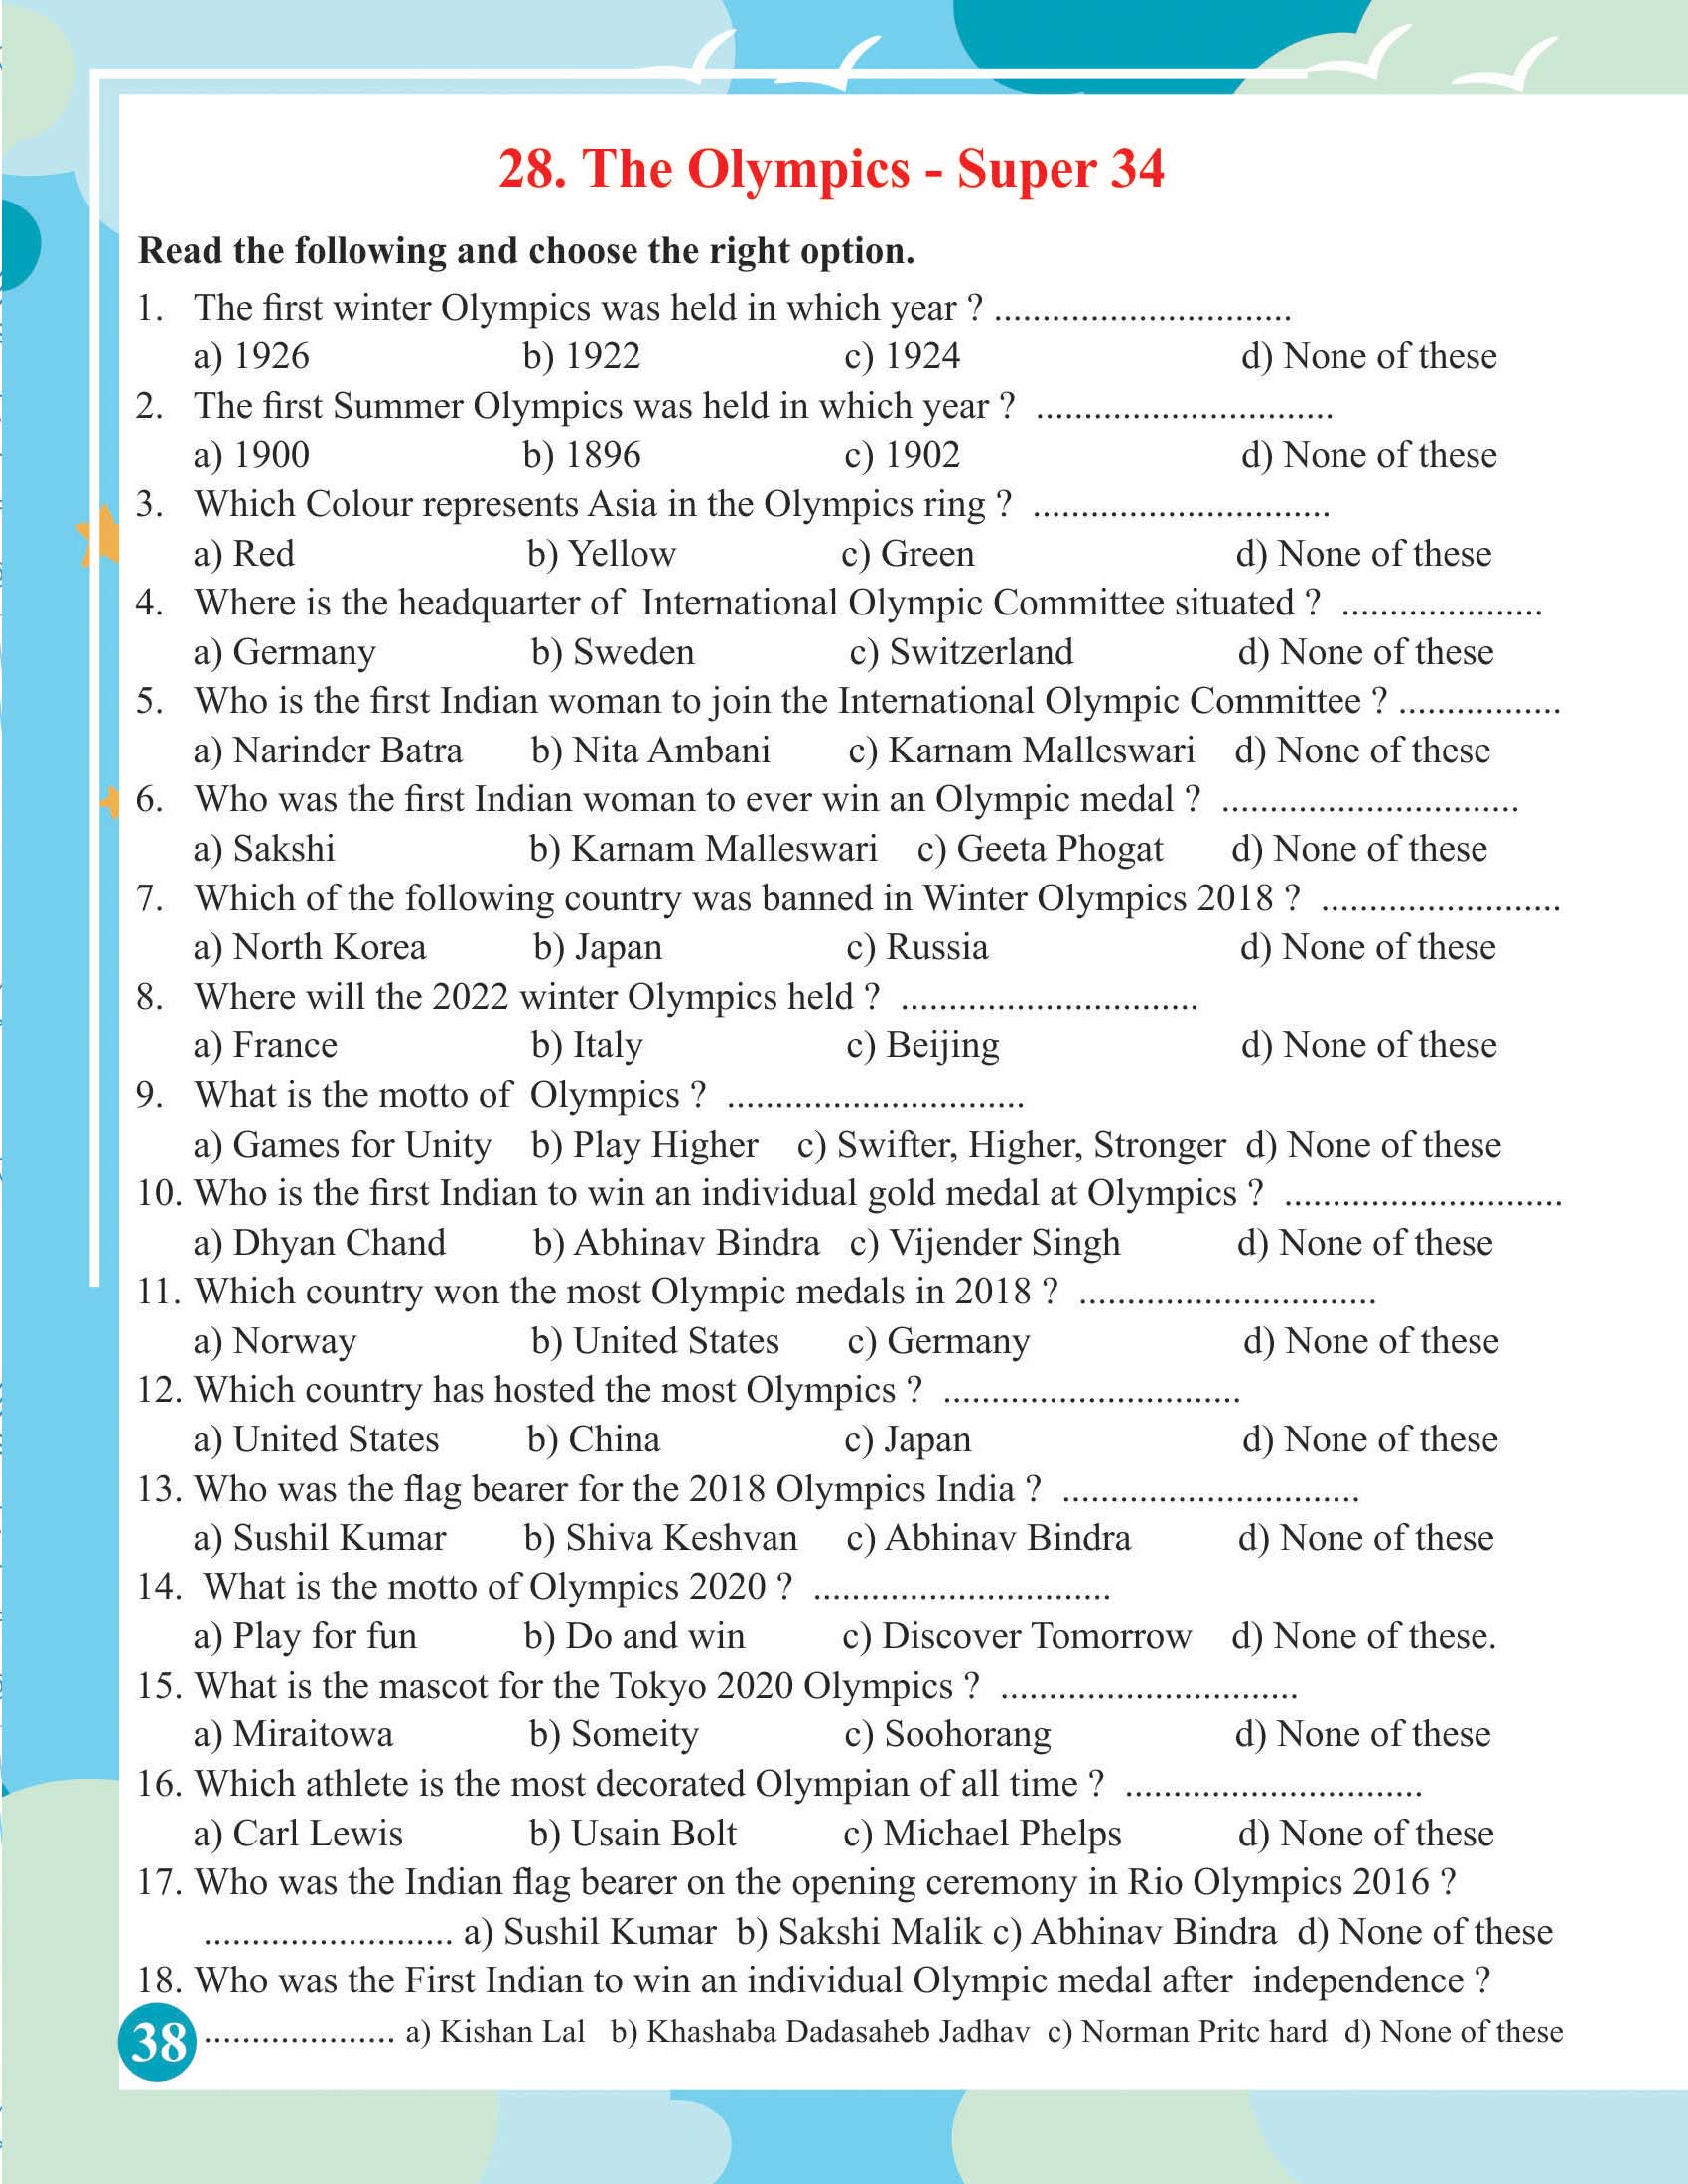 28. The Olympics - Super 34
Read the following and choose the right option.
1. The first winter Olympics was held in which year ? ...............................
a) 1926 b) 1922 c) 1924 d) None of these
2. The first Summer Olympics was held in which year ? ...............................
a) 1900 b) 1896 c) 1902 d) None of these
3. Which Colour represents Asia in the Olympics ring ? ...............................
a) Red b) Yellow c) Green d) None of these
4. Where is the headquarter of International Olympic Committee situated ? .....................
a) Germany b) Sweden c) Switzerland d) None of these
5. Who is the first Indian woman to join the International Olympic Committee ? .................
a) Narinder Batra b) Nita Ambani c) Karnam Malleswari d) None of these
6. Who was the first Indian woman to ever win an Olympic medal ? ...............................
a) Sakshi b) Karnam Malleswari c) Geeta Phogat d) None of these
7. Which of the following country was banned in Winter Olympics 2018 ? .........................
a) North Korea b) Japan c) Russia d) None of these
8. Where will the 2022 winter Olympics held ? ...............................
a) France b) Italy c) Beijing d) None of these
9. What is the motto of Olympics ? ...............................
a) Games for Unity b) Play Higher c) Swifter, Higher, Stronger d) None of these
10. Who is the first Indian to win an individual gold medal at Olympics ? .............................
a) Dhyan Chand b) Abhinav Bindra c) Vijender Singh d) None of these
11. Which country won the most Olympic medals in 2018 ? ...............................
a) Norway b) United States c) Germany d) None of these
12. Which country has hosted the most Olympics ? ...............................
a) United States b) China c) Japan d) None of these
13. Who was the flag bearer for the 2018 Olympics India ? ...............................
a) Sushil Kumar b) Shiva Keshvan c) Abhinav Bindra d) None of these
14. What is the motto of Olympics 2020 ? ...............................
a) Play for fun b) Do and win c) Discover Tomorrow d) None of these.
15. What is the mascot for the Tokyo 2020 Olympics ? ...............................
a) Miraitowa b) Someity c) Soohorang d) None of these
16. Which athlete is the most decorated Olympian of all time ? ...............................
a) Carl Lewis b) Usain Bolt c) Michael Phelps d) None of these
17. Who was the Indian flag bearer on the opening ceremony in Rio Olympics 2016 ?
.......................... a) Sushil Kumar b) Sakshi Malik c) Abhinav Bindra d) None of these
18. Who was the First Indian to win an individual Olympic medal after independence ?
.................... a) Kishan Lal b) Khashaba Dadasaheb Jadhav c) Norman Pritc hard d) None of these
38